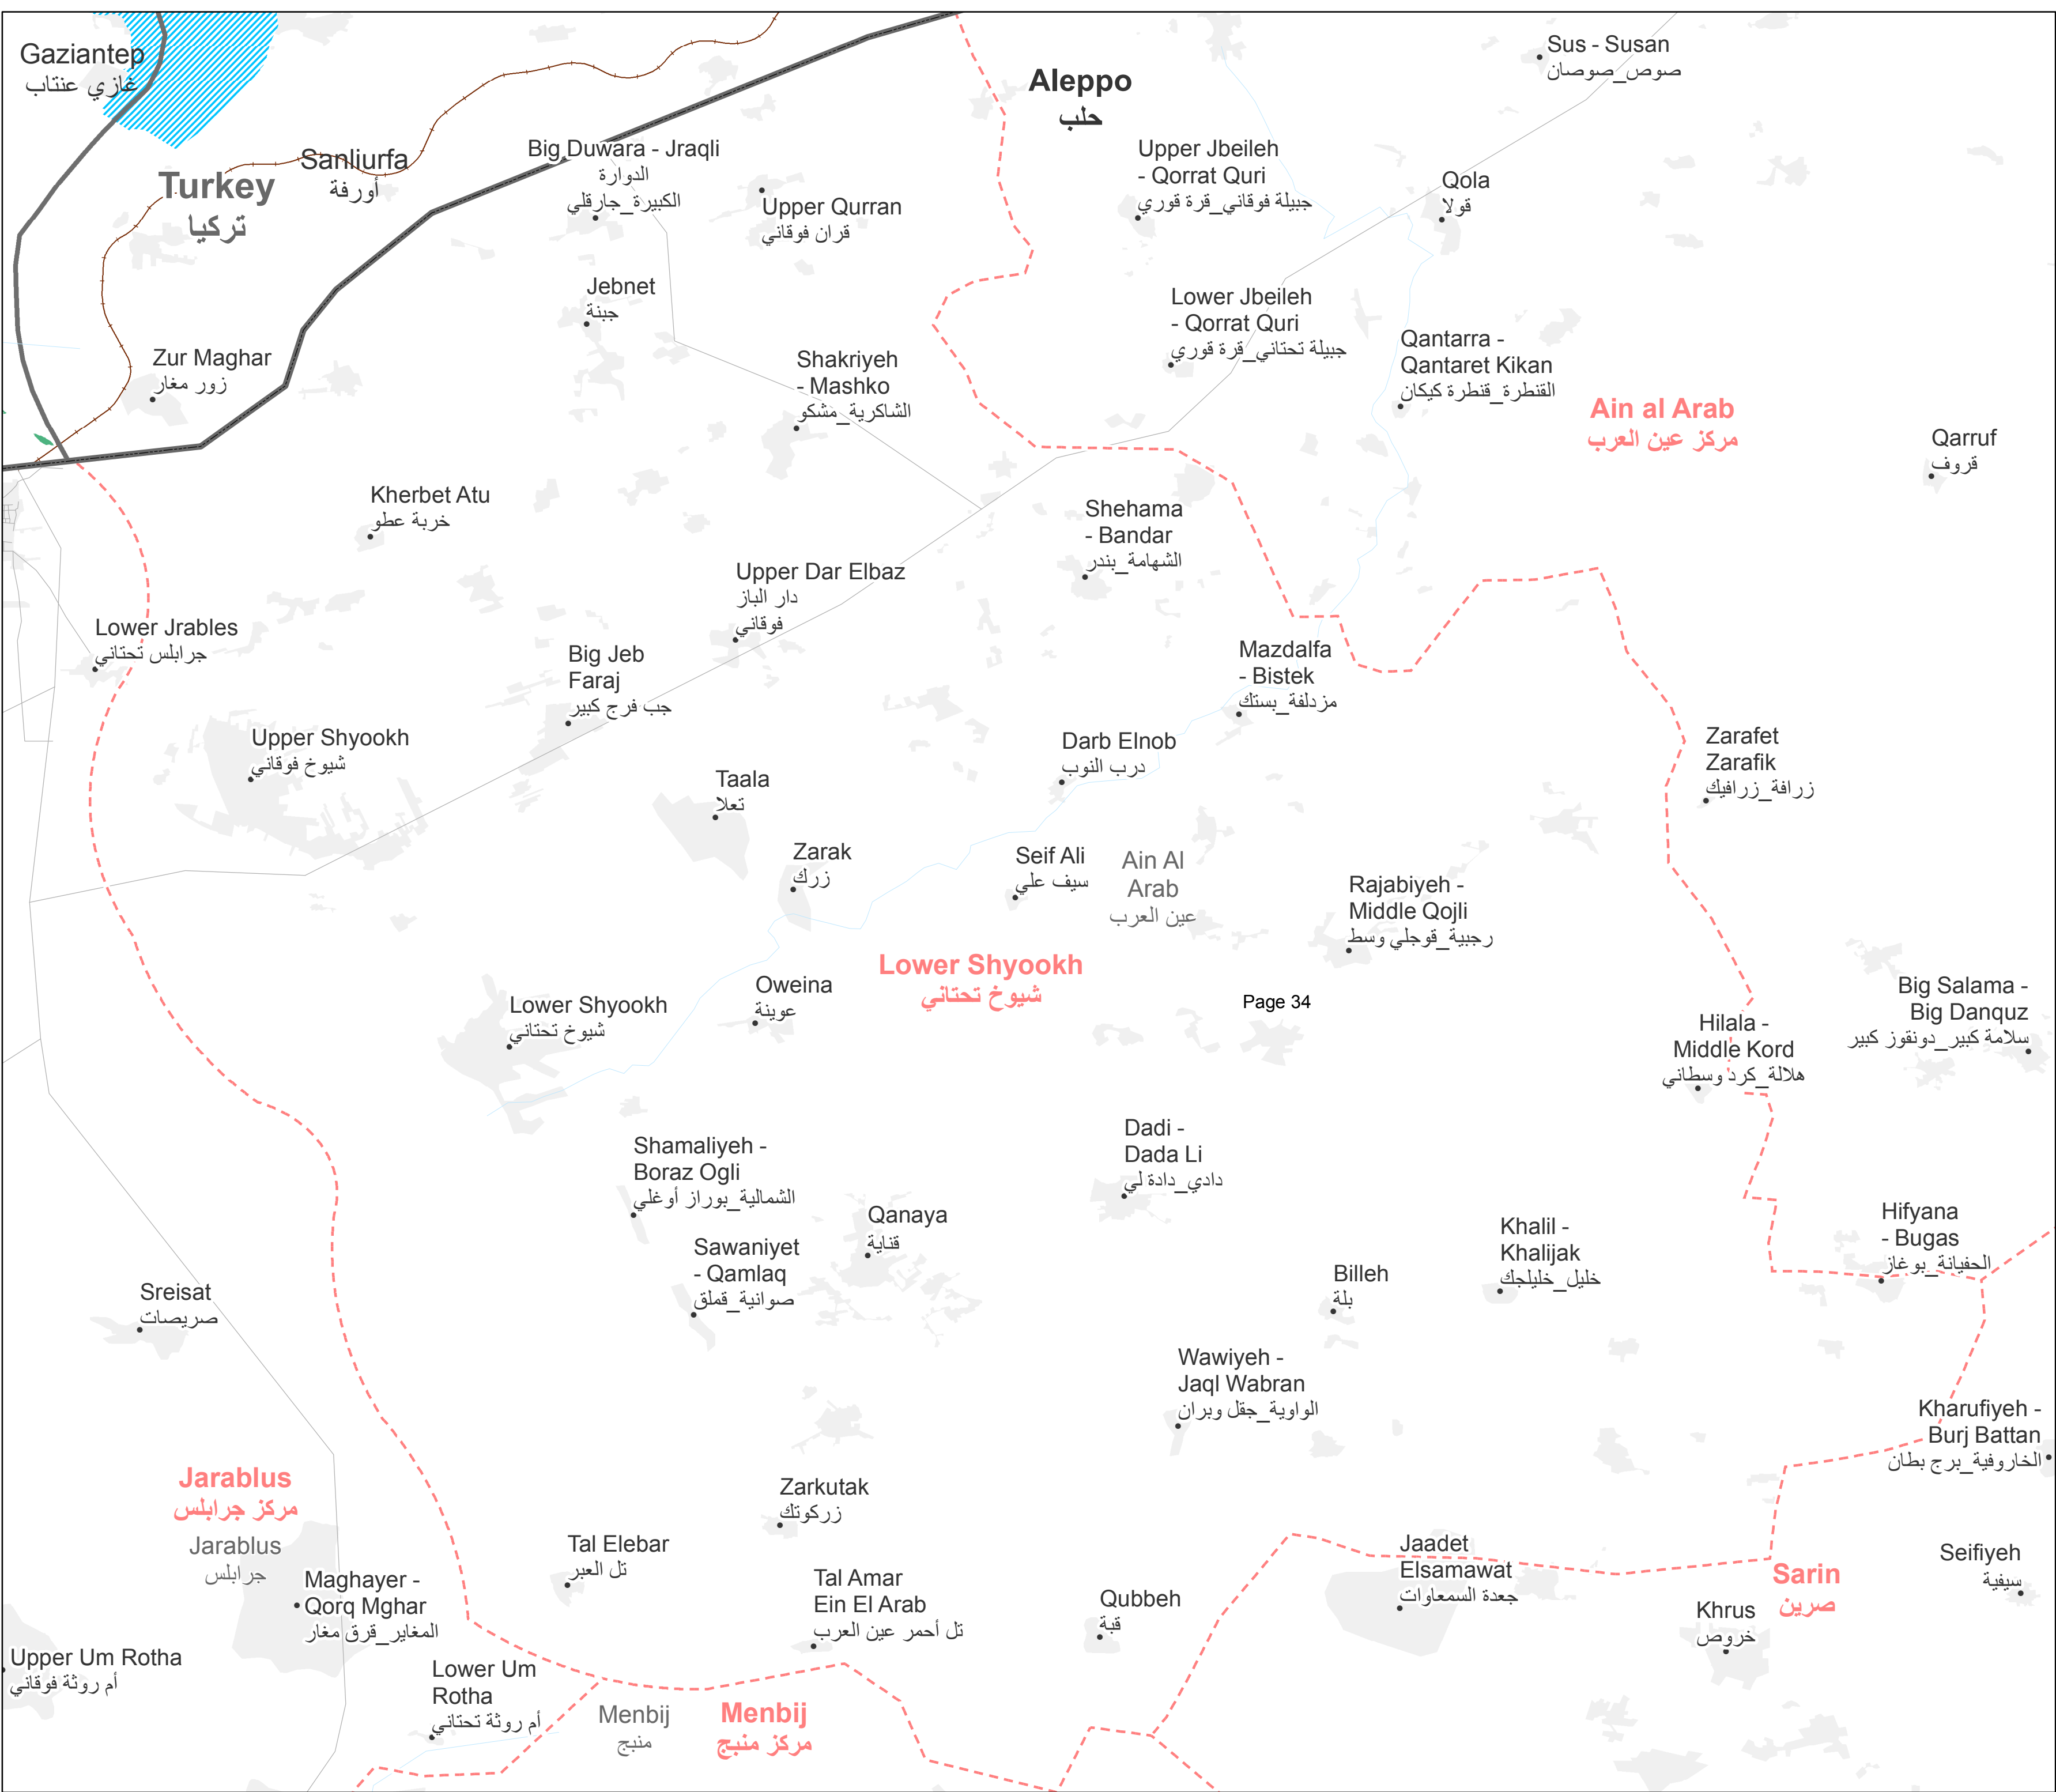 Gaziantep
غازي عنتاب
Sus - Susan
صوص_صوصان
Aleppo
حلب
Sanliurfa
أورفة
Turkey
تركيا
Big Duwara - Jraqli
الدوارة
الكبيرة_جارقلي
Upper Qurran
قران فوقاني
Upper Jbeileh
- Qorrat Quri
جبيلة فوقاني_قرة قوري
Qola
قولا
Jebnet
جبنة
Lower Jbeileh
- Qorrat Quri
جبيلة تحتاني_قرة قوري
Qantarra -
Qantaret Kikan
القنطرة_قنطرة كيكان
Zur Maghar
زور مغار
Shakriyeh
- Mashko
الشاكرية_مشكو
Ain al Arab
مركز عين العرب
Qarruf
قروف
Kherbet Atu
خربة عطو
Shehama
- Bandar
الشهامة_بندر
Upper Dar Elbaz
دار الباز
فوقاني
Lower Jrables
جرابلس تحتاني
Big Jeb
Faraj
جب فرج كبير
Mazdalfa
- Bistek
مزدلفة_بستك
Upper Shyookh
شيوخ فوقاني
Darb Elnob
درب النوب
Zarafet
Zarafik
زرافة_زرافيك
Taala
تعلا
Zarak
زرك
Seif Ali
سيف علي
Ain Al
Arab
عين العرب
Rajabiyeh -
Middle Qojli
رجبية_قوجلي وسط
Lower Shyookh
شيوخ تحتاني
Oweina
عوينة
Page 34
Lower Shyookh
شيوخ تحتاني
Big Salama -
Big Danquz
سلامة كبير_دونقوز كبير
Hilala -
Middle Kord
هلالة_كرد وسطاني
Shamaliyeh -
Boraz Ogli
الشمالية_بوراز أوغلي
Dadi -
Dada Li
دادي_دادة لي
Qanaya
قناية
Sawaniyet
- Qamlaq
صوانية_قملق
Khalil -
Khalijak
خليل_خليلجك
Hifyana
- Bugas
الحفيانة_بوغاز
Sreisat
صريصات
Billeh
بلة
Wawiyeh -
Jaql Wabran
الواوية_جقل وبران
Kharufiyeh -
Burj Battan
الخاروفية_برج بطان
Jarablus
مركز جرابلس
Jarablus
جرابلس
Zarkutak
زركوتك
Tal Elebar
تل العبر
Jaadet
Elsamawat
جعدة السمعاوات
Sarin
صرين
Seifiyeh
سيفية
Maghayer -
Qorq Mghar
المغاير_قرق مغار
Tal Amar
Ein El Arab
تل أحمر عين العرب
Qubbeh
قبة
Khrus
خروص
Upper Um Rotha
أم روثة فوقاني
Lower Um
Rotha
أم روثة تحتاني
Menbij
منبج
Menbij
مركز منبج